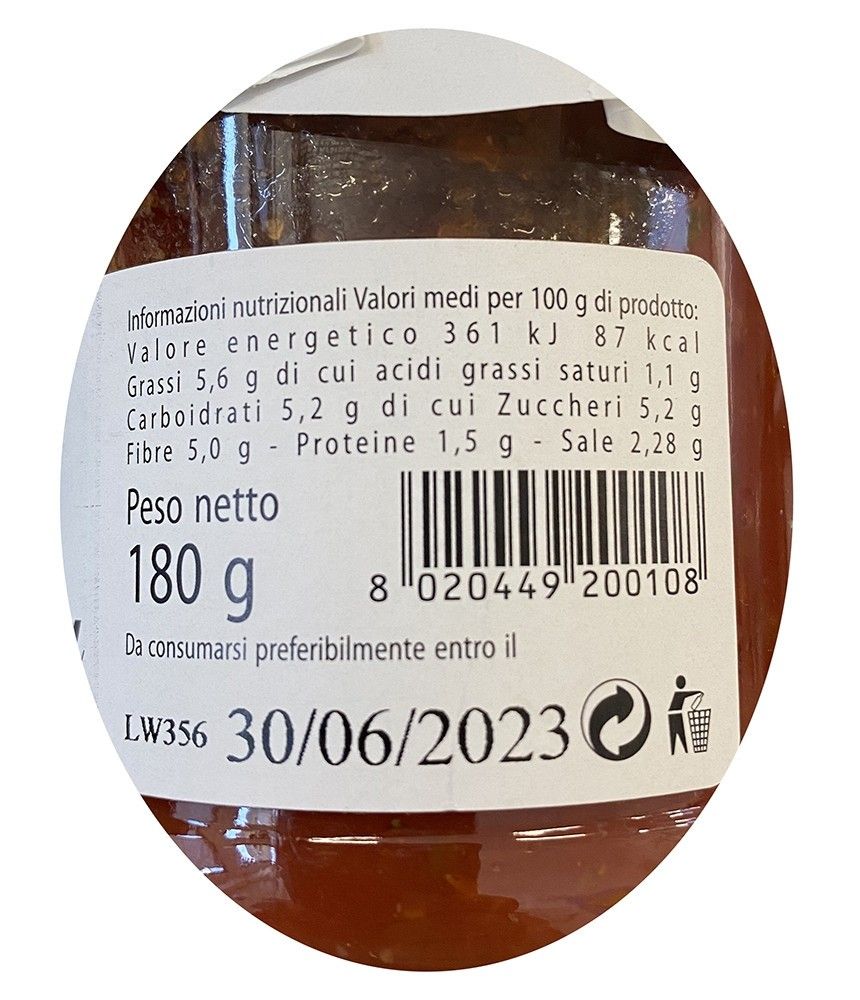 Informazioni nutrizionali Valori medi per 100 g di prodotto:
Valore energetico 361 kJ 87 kcal
Grassi 5,6 g di cui acidi grassi saturi 1,1 g
Carboidrati 5,2 g di cui Zuccheri 5,2 g
Fibre 5,0 g - Proteine 1,5 g - Sale 2,28 g
Peso netto
180 g
8 020449 200108
Da consumarsi preferibilmente entro il
LW356 30/06/2023